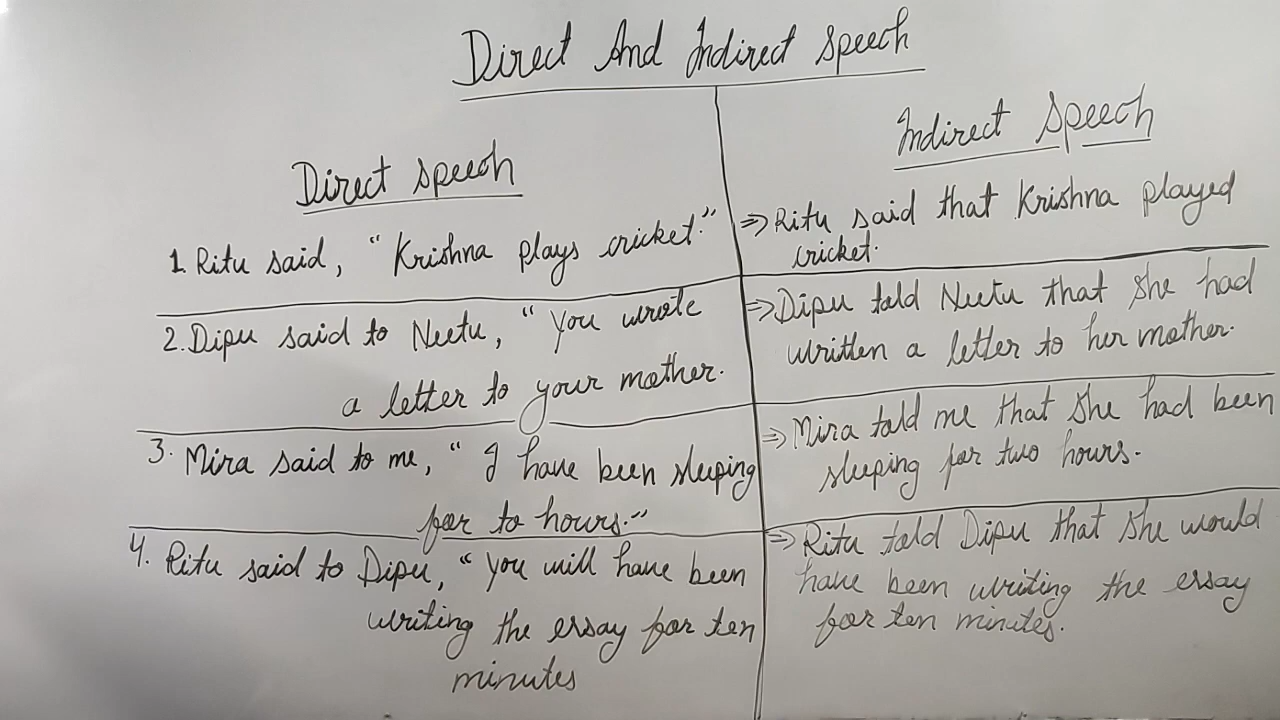 Direct And Indirect Speech
Direct speech
Indirect Speech
1. Ritu said, "Krishna plays cricket."
⇒ Ritu said that Krishna played
cricket.
2. Dipu said to Neetu, "You wrote
a letter to your mother.
⇒ Dipu told Neetu that she had
written a letter to her mother.
3. Mira said to me, "I have been sleeping
for to hours."
⇒ Mira told me that she had been
sleeping for two hours.
4. Ritu said to Dipu, "You will have been
writing the essay for ten
minutes
⇒ Ritu told Dipu that she would
have been writing the essay
for ten minutes.